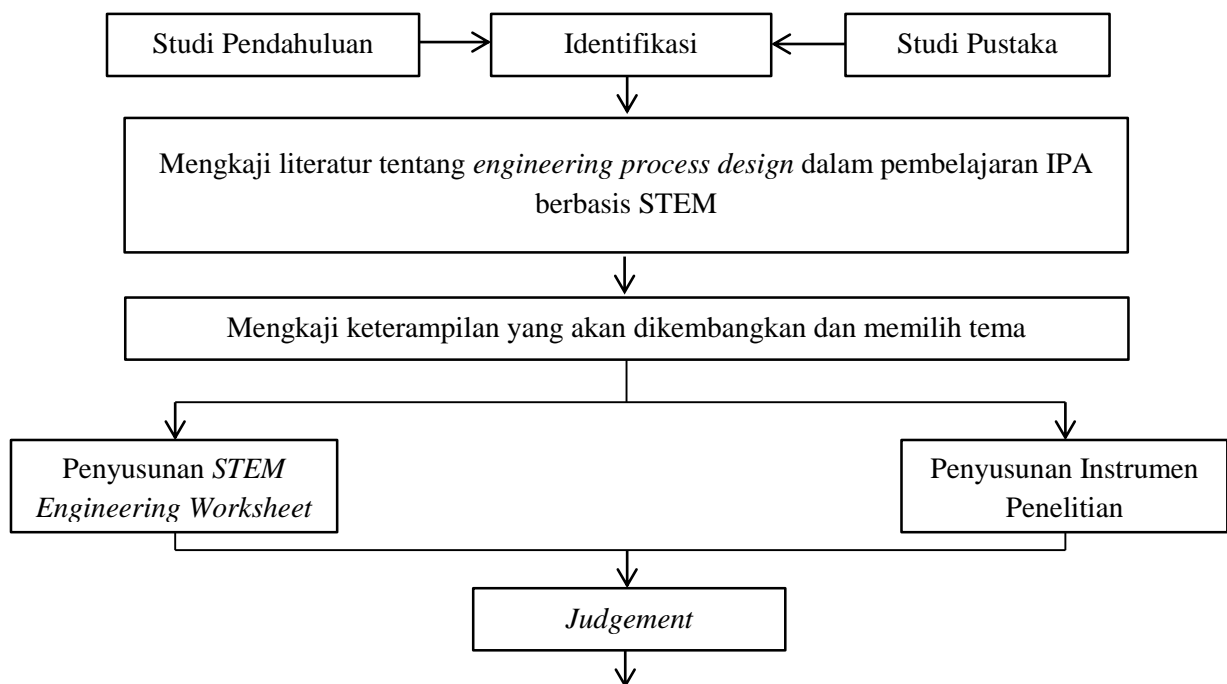 Studi Pendahuluan
Identifikasi
Studi Pustaka
Mengkaji literatur tentang engineering process design dalam pembelajaran IPA
berbasis STEM
Mengkaji keterampilan yang akan dikembangkan dan memilih tema
Penyusunan STEM
Engineering Worksheet
Penyusunan Instrumen
Penelitian
Judgement